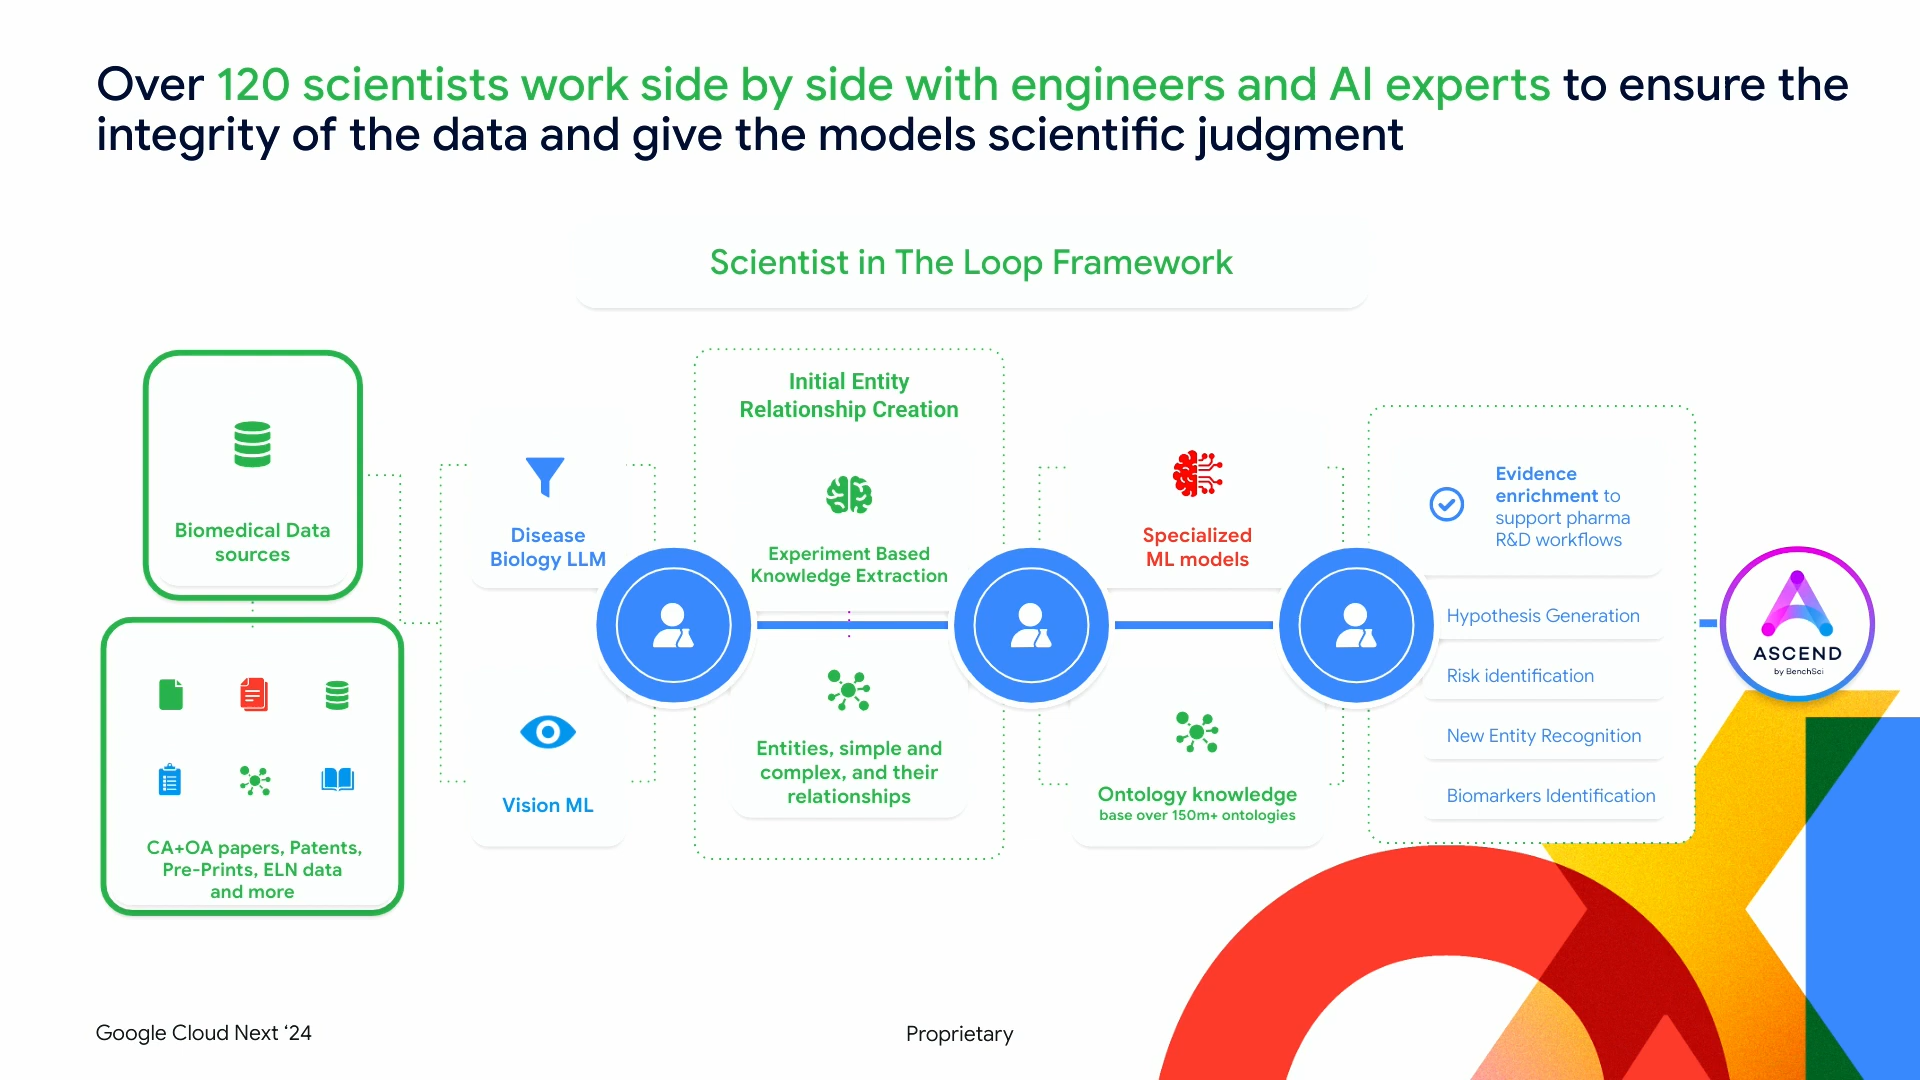 Over 120 scientists work side by side with engineers and AI experts to ensure the
integrity of the data and give the models scientific judgment
Scientist in The Loop Framework
Biomedical Data
sources
CA+OA papers, Patents,
Pre-Prints, ELN data
and more
Disease
Biology LLM
Vision ML
Initial Entity
Relationship Creation
Experiment Based
Knowledge Extraction
Entities, simple and
complex, and their
relationships
Specialized
ML models
Ontology knowledge
base over 150m+ ontologies
Evidence
enrichment to
support pharma
R&D workflows
Hypothesis Generation
Risk identification
New Entity Recognition
Biomarkers Identification
ASCEND
by BenchSci
Google Cloud Next ‘24
Proprietary